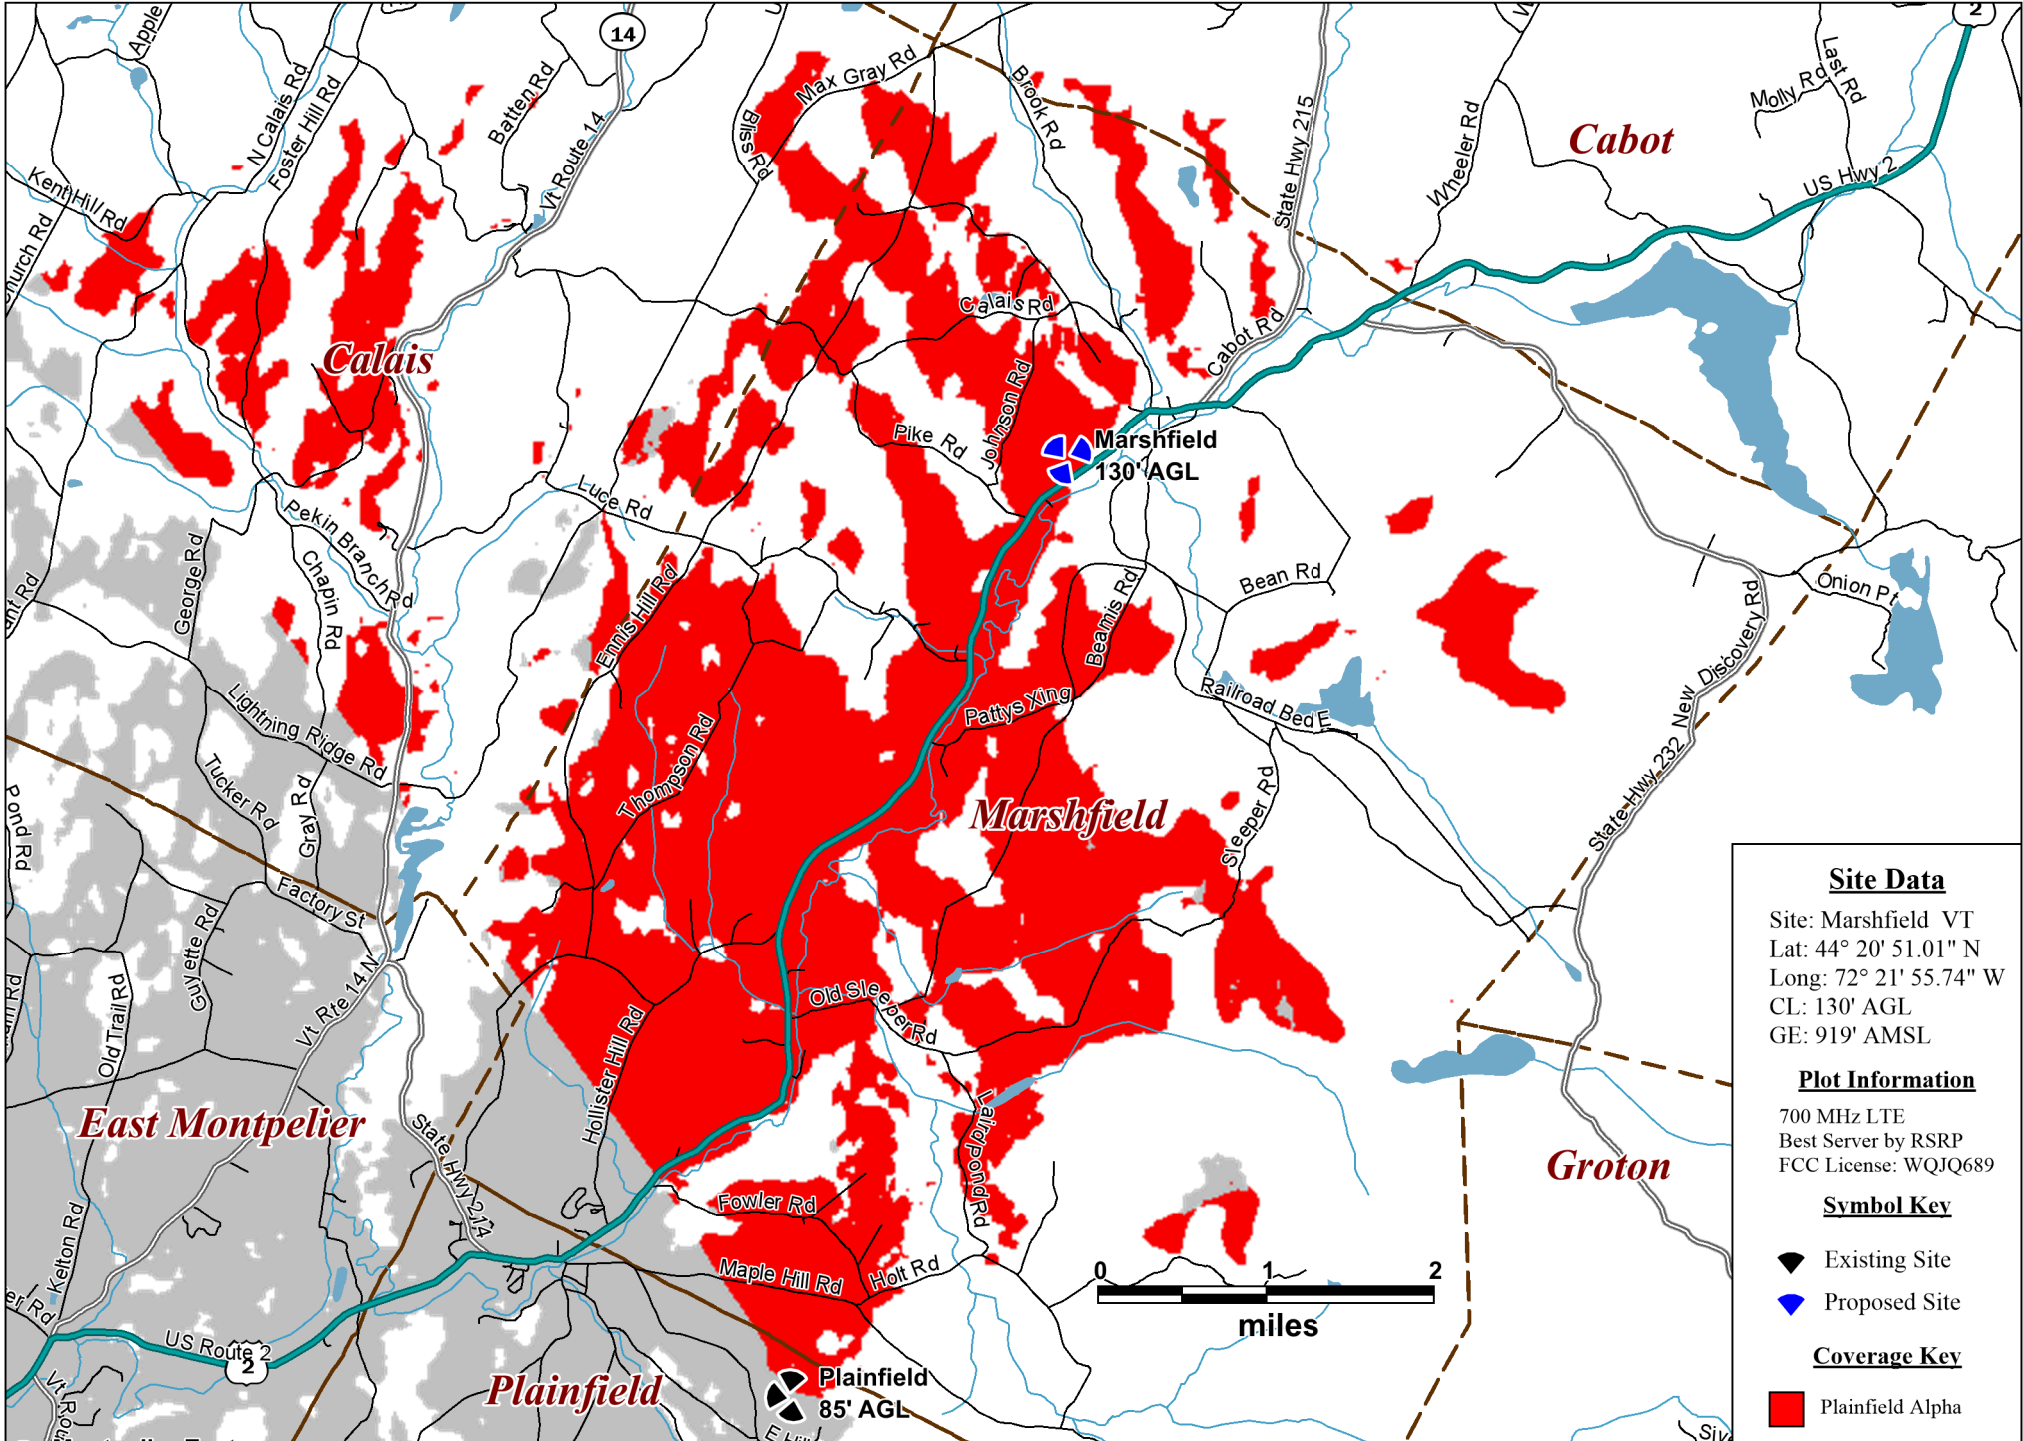 Apple
14
2
N Calais Rd
Foster Hill Rd
Batten Rd
Vt Route 14
Max Gray Rd
Bliss Rd
Brook Rd
State Hwy 215
Wheeler Rd
Molly Rd
Last Rd
Cabot
US Hwy 2
Kent Hill Rd
Church Rd
Calais
Calais Rd
Cabot Rd
Johnson Rd
Pike Rd
Marshfield
130' AGL
Luce Rd
Pekin Branch Rd
George Rd
Chapin Rd
Ennis Hill Rd
Beamis Rd
Bean Rd
Onion Pt
Lightning Ridge Rd
Thompson Rd
Pattys Xing
Railroad Bed E
State Hwy 232 New Discovery Rd
Tucker Rd
Gray Rd
Pond Rd
Marshfield
Sleeper Rd
Factory St
Guyette Rd
Old Trail Rd
Vt Rte 14 N
Old Sleeper Rd
Hollister Hill Rd
East Montpelier
State Hwy 214
Laird Pond Rd
Groton
Fowler Rd
Maple Hill Rd
Holt Rd
Kelton Rd
er Rd
US Route 2
2
Plainfield
Plainfield
85' AGL
0 1 2
miles
Site Data
Site: Marshfield VT
Lat: 44° 20' 51.01" N
Long: 72° 21' 55.74" W
CL: 130' AGL
GE: 919' AMSL
Plot Information
700 MHz LTE
Best Server by RSRP
FCC License: WQJQ689
Symbol Key
Existing Site
Proposed Site
Coverage Key
Plainfield Alpha